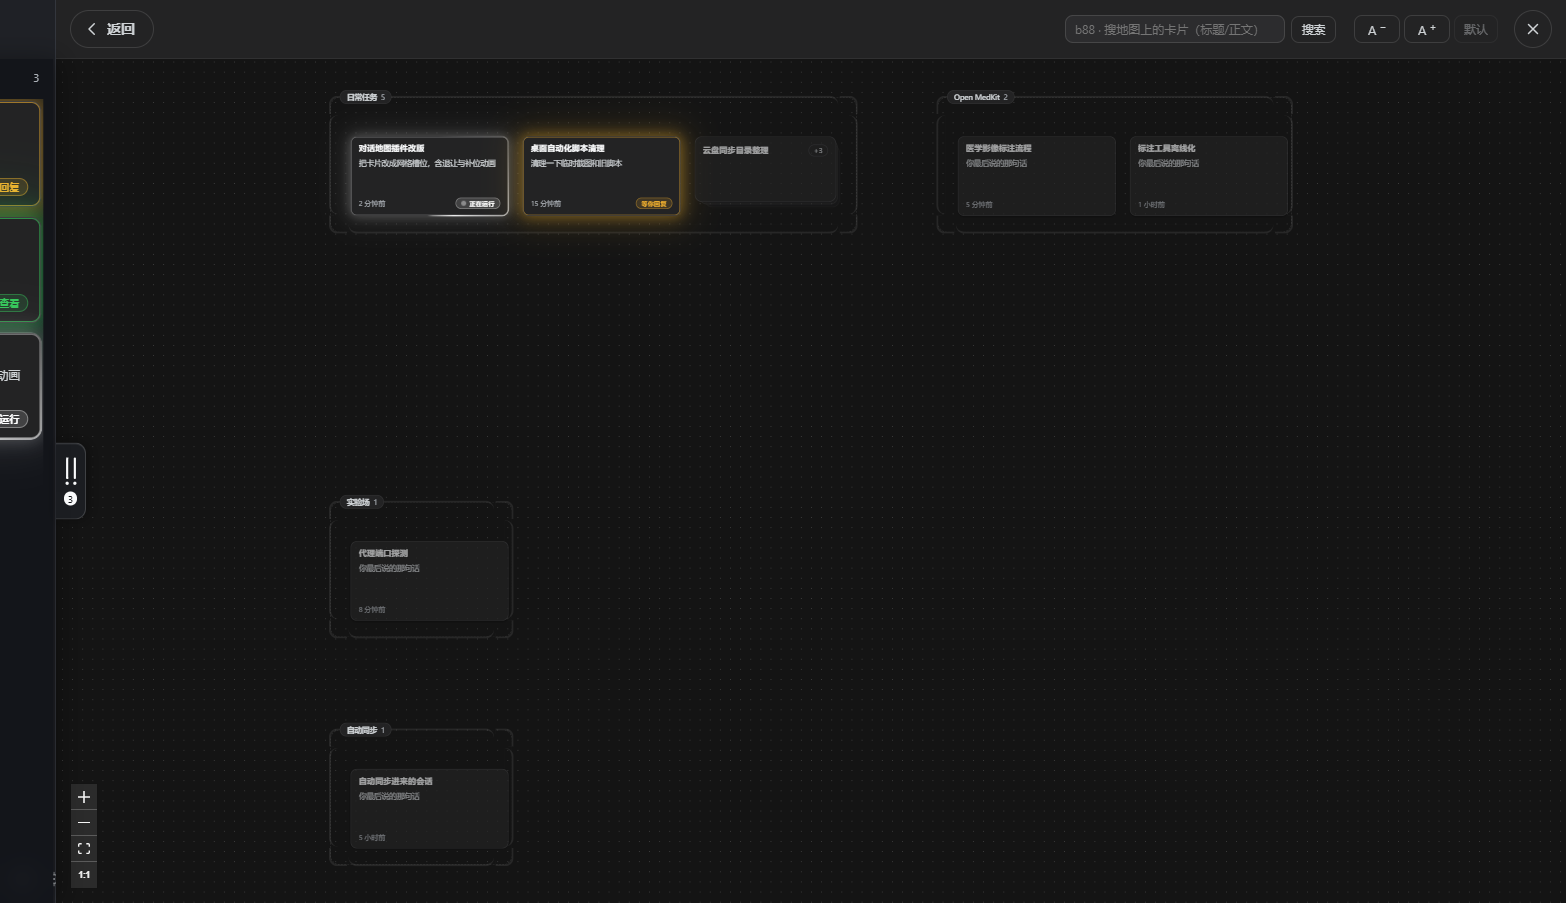 返回
b88 · 搜地图上的卡片（标题/正文）
搜索
A⁻
A⁺
默认
3
回复
查看
动画
运行
3
日常任务 5
对话地图插件改版
把卡片改成网格槽位，含退让与补位动画
2 分钟前
正在运行
桌面自动化脚本清理
清理一下临时截图和旧脚本
15 分钟前
等你回复
云盘同步目录整理
+3
Open MedKit 2
医学影像标注流程
你最后说的那句话
5 分钟前
标注工具离线化
你最后说的那句话
1 小时前
实验场 1
代理端口探测
你最后说的那句话
8 分钟前
自动同步 1
自动同步进来的会话
你最后说的那句话
5 小时前
1:1